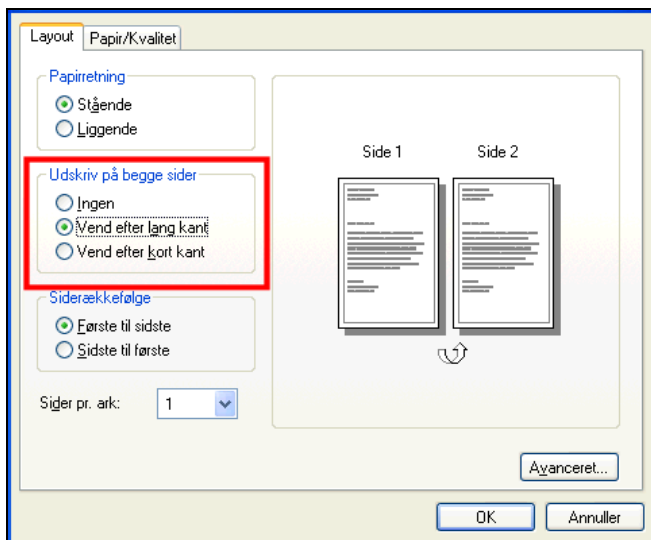 Layout
Papir/Kvalitet
Papirretning
Stående
Liggende
Udskriv på begge sider
Ingen
Vend efter lang kant
Vend efter kort kant
Siderækkefølge
Første til sidste
Sidste til første
Sider pr. ark:
1
Side 1
Side 2
Avanceret...
OK
Annuller